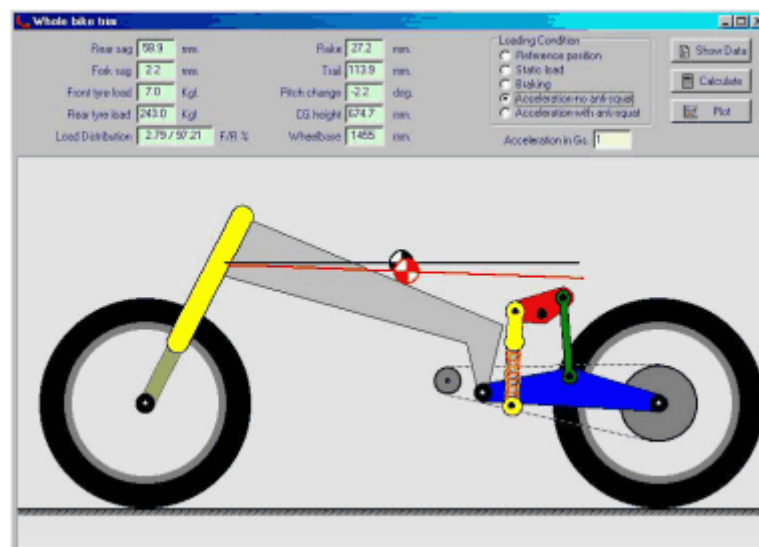 Whole bike trim
Rear sag 58.9 mm.
Fork sag 2.2 mm.
Front tyre load 7.0 Kgf.
Rear tyre load 243.0 Kgf.
Load Distribution 2.79 / 97.21 F/R %
Rake 27.2 mm.
Trail 113.9 mm.
Pitch change -2.2 deg.
CG height 674.7 mm.
Wheelbase 1455 mm.
Loading Condition
Reference position
Static load
Braking
Acceleration no anti-squat
Acceleration with anti-squat
Acceleration in Gs. 1
Show Data
Calculate
Plot